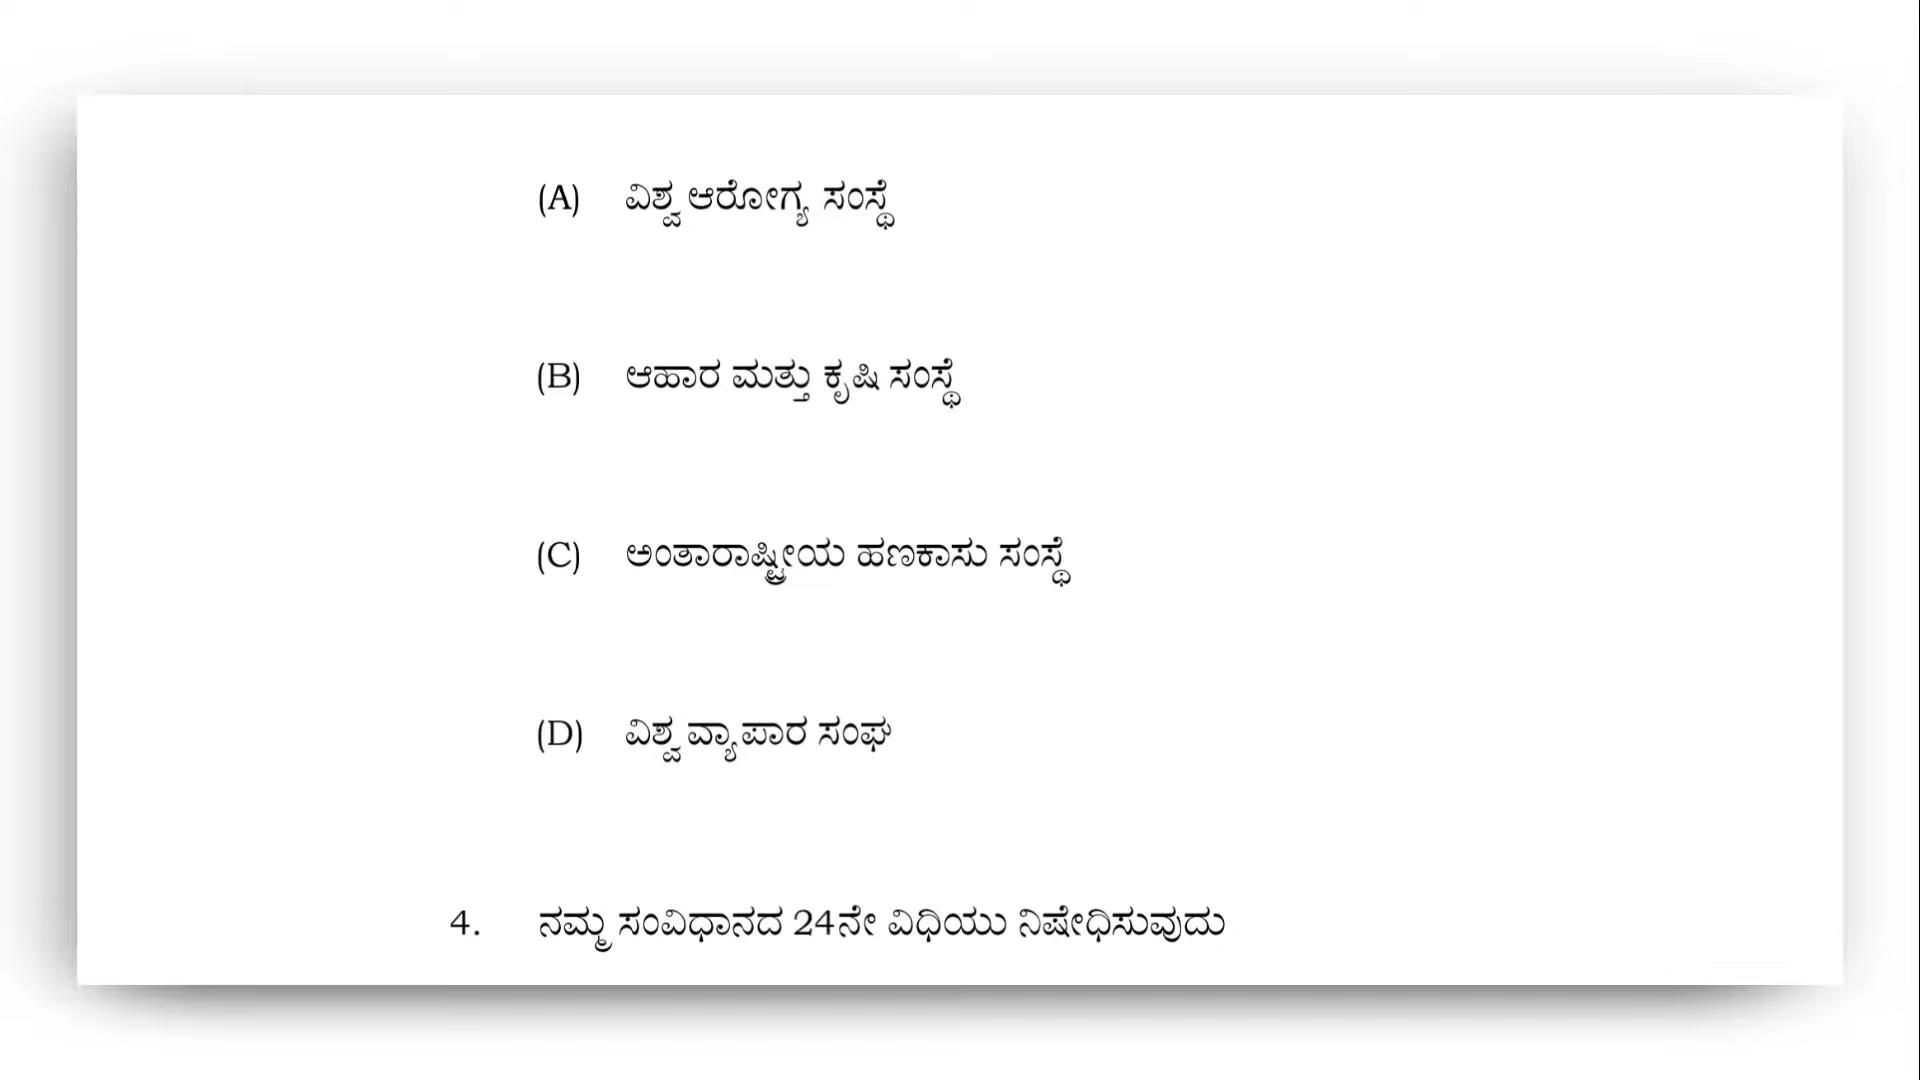 (A) ವಿಶ್ವ ಆರೋಗ್ಯ ಸಂಸ್ಥೆ
(B) ಆಹಾರ ಮತ್ತು ಕೃಷಿ ಸಂಸ್ಥೆ
(C) ಅಂತಾರಾಷ್ಟ್ರೀಯ ಹಣಕಾಸು ಸಂಸ್ಥೆ
(D) ವಿಶ್ವ ವ್ಯಾಪಾರ ಸಂಘ
4. ನಮ್ಮ ಸಂವಿಧಾನದ 24ನೇ ವಿಧಿಯು ನಿಷೇಧಿಸುವುದು